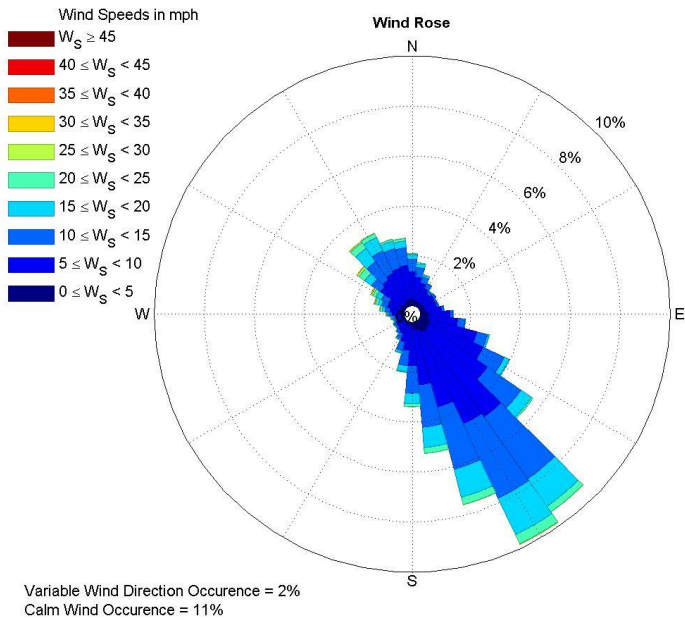 Wind Speeds in mph
W_S ≥ 45
40 ≤ W_S < 45
35 ≤ W_S < 40
30 ≤ W_S < 35
25 ≤ W_S < 30
20 ≤ W_S < 25
15 ≤ W_S < 20
10 ≤ W_S < 15
5 ≤ W_S < 10
0 ≤ W_S < 5
Wind Rose
N
10%
8%
6%
4%
2%
W
%
E
S
Variable Wind Direction Occurence = 2%
Calm Wind Occurence = 11%